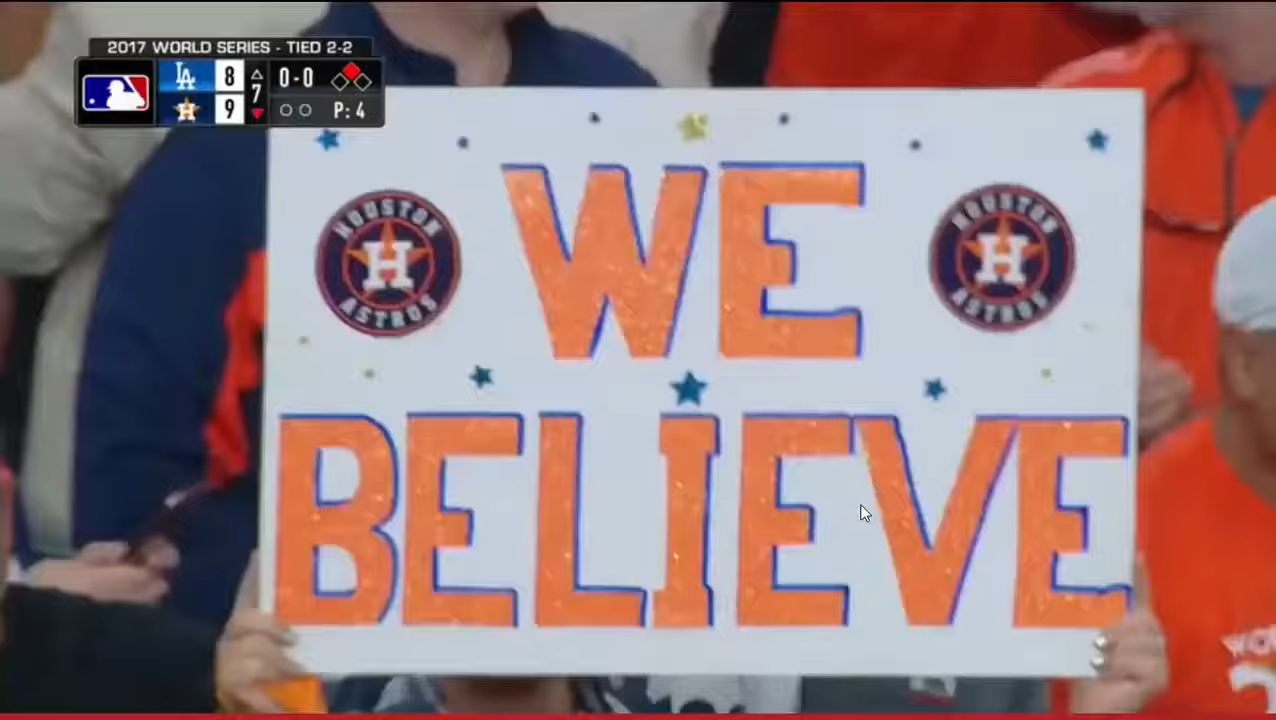 2017 WORLD SERIES - TIED 2-2
LA 8 7 0-0
H 9 P: 4
WE
HOUSTON
H
ASTROS
HOUSTON
H
ASTROS
BELIEVE